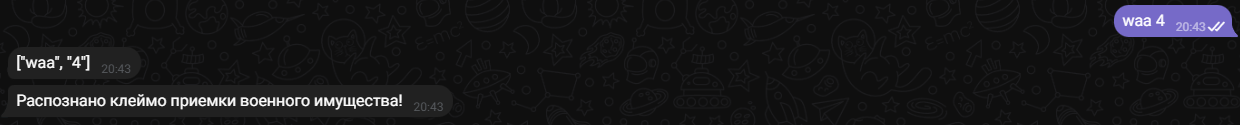 waa 4 20:43
["waa", "4"] 20:43
Распознано клеймо приемки военного имущества! 20:43